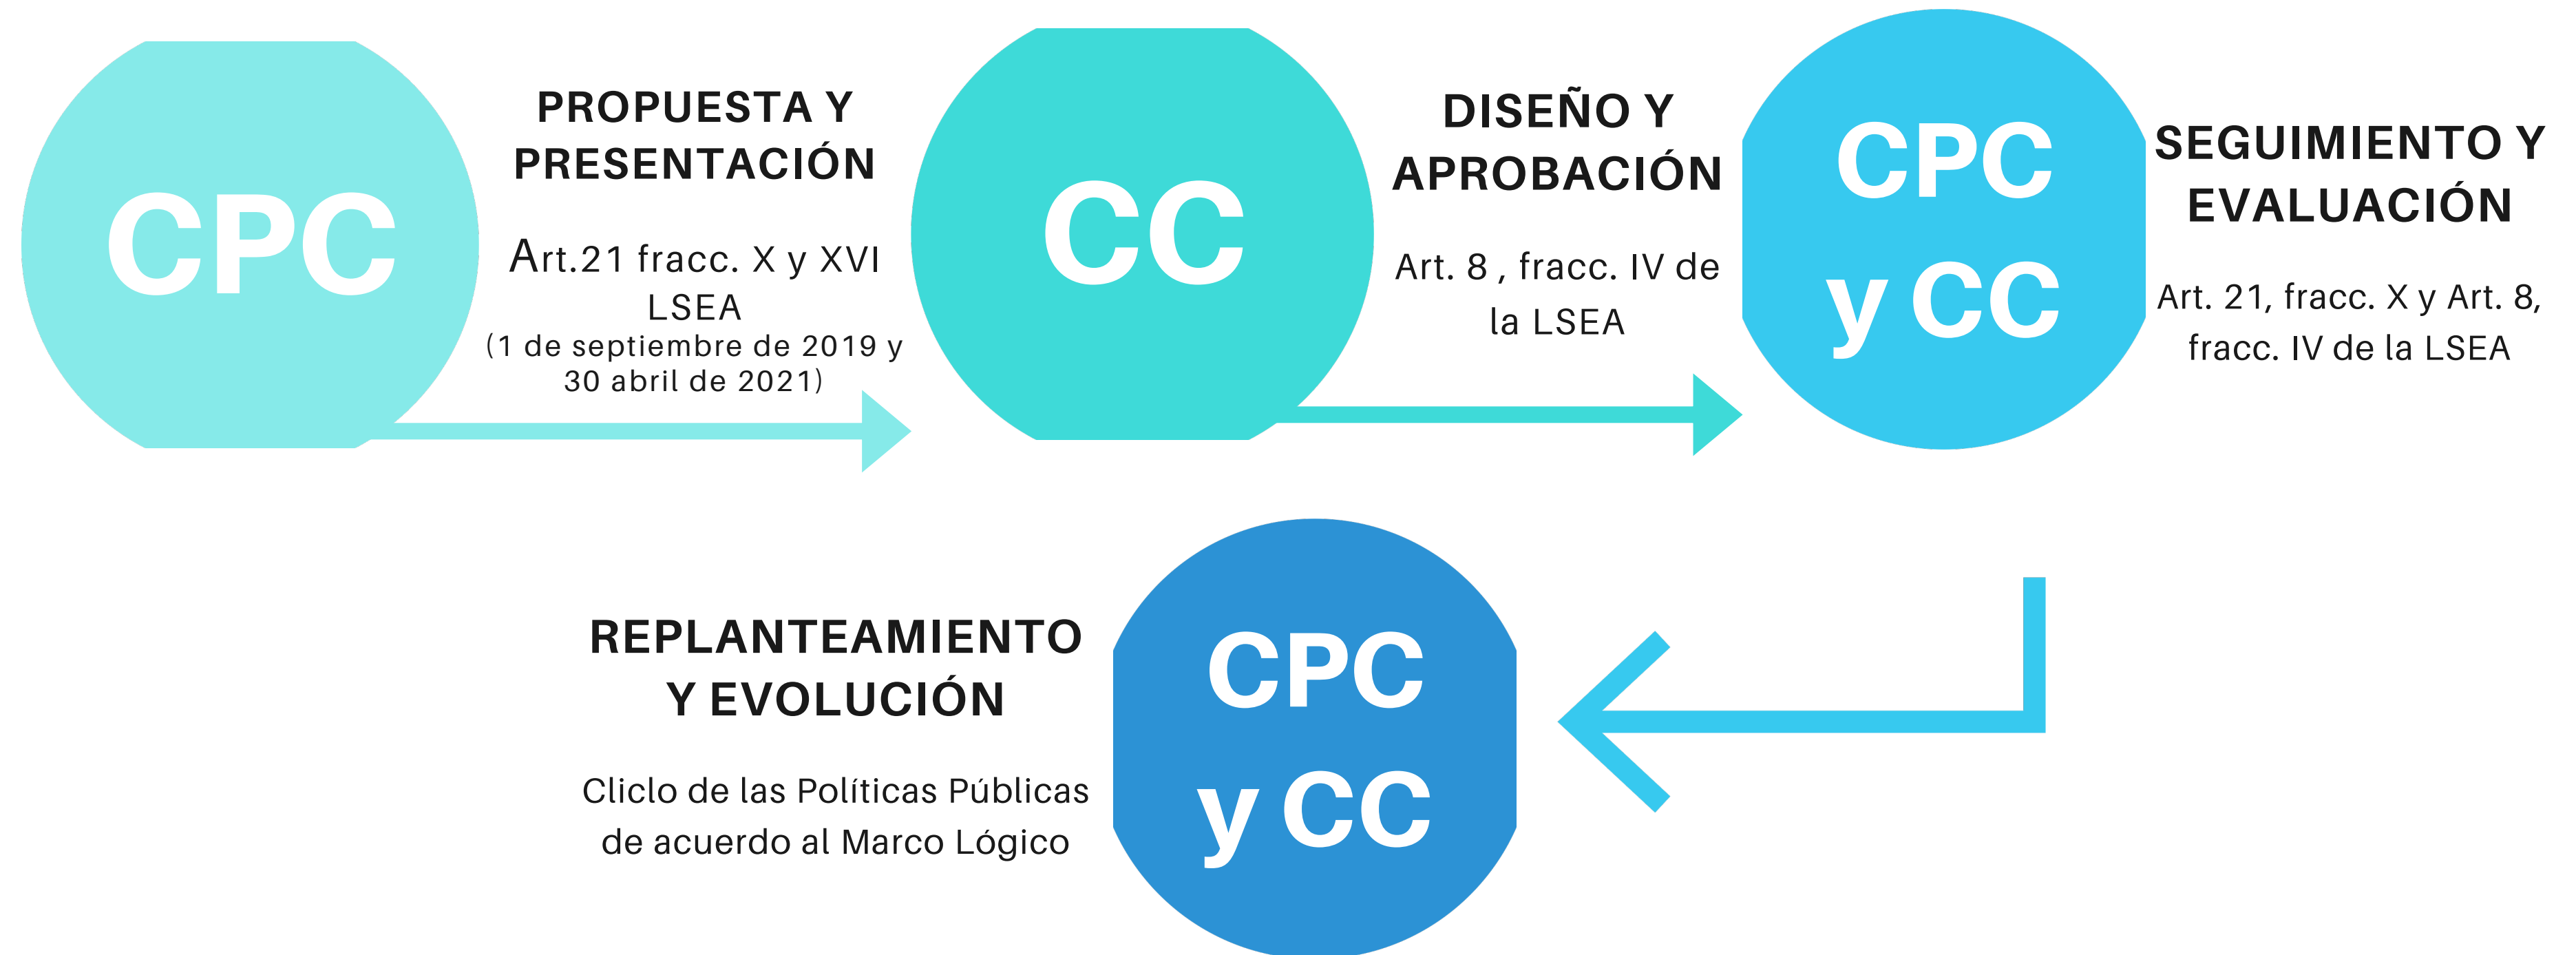 CPC
PROPUESTA Y
PRESENTACIÓN
Art.21 fracc. X y XVI
LSEA
(1 de septiembre de 2019 y
30 abril de 2021)
CC
DISEÑO Y
APROBACIÓN
Art. 8 , fracc. IV de
la LSEA
CPC
y CC
SEGUIMIENTO Y
EVALUACIÓN
Art. 21, fracc. X y Art. 8,
fracc. IV de la LSEA
REPLANTEAMIENTO
Y EVOLUCIÓN
Cliclo de las Políticas Públicas
de acuerdo al Marco Lógico
CPC
y CC